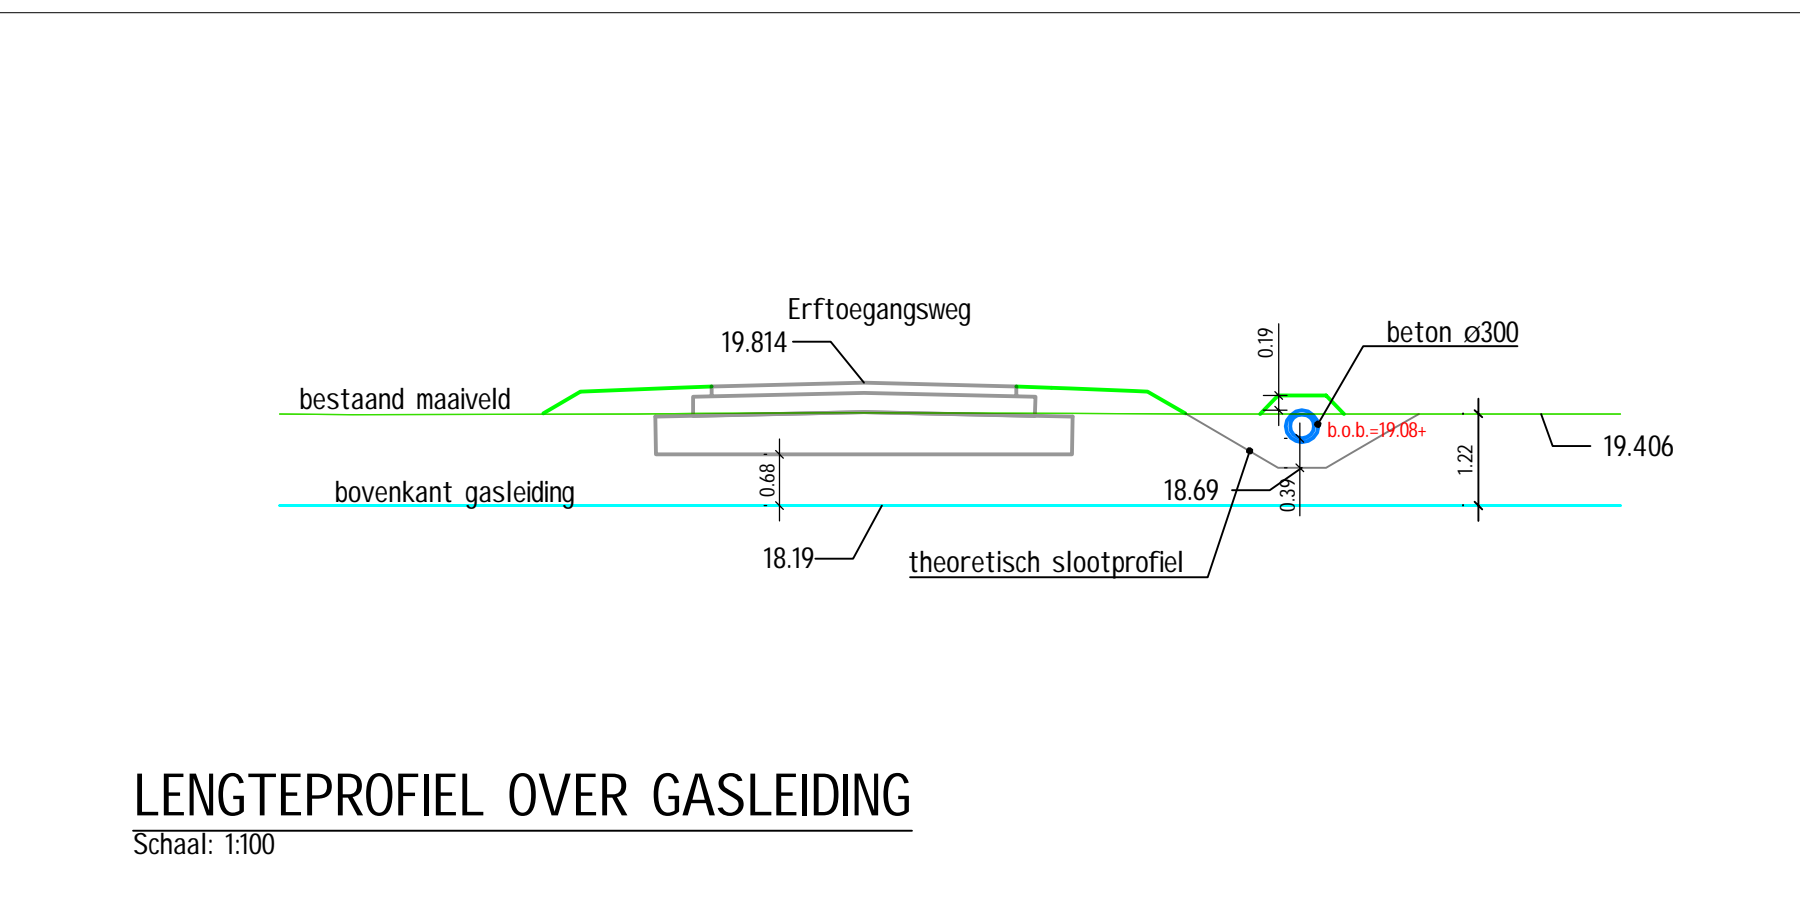 Erftoegangsweg
19.814
0.19
beton ø300
bestaand maaiveld
b.o.b.=19.08+
19.406
1.22
0.68
bovenkant gasleiding
18.69
0.39
18.19
theoretisch slootprofiel
LENGTEPROFIEL OVER GASLEIDING
Schaal: 1:100